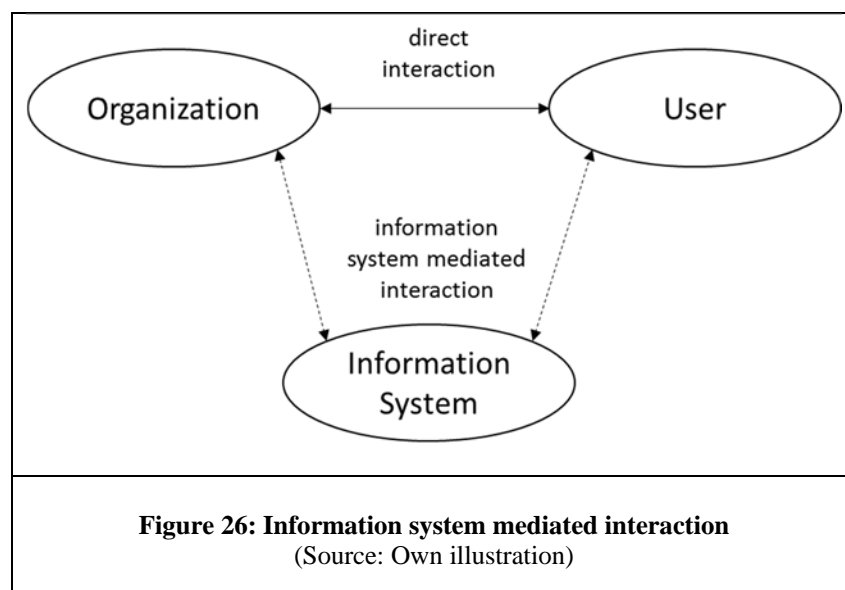 direct
interaction
Organization
User
information
system mediated
interaction
Information
System
Figure 26: Information system mediated interaction
(Source: Own illustration)